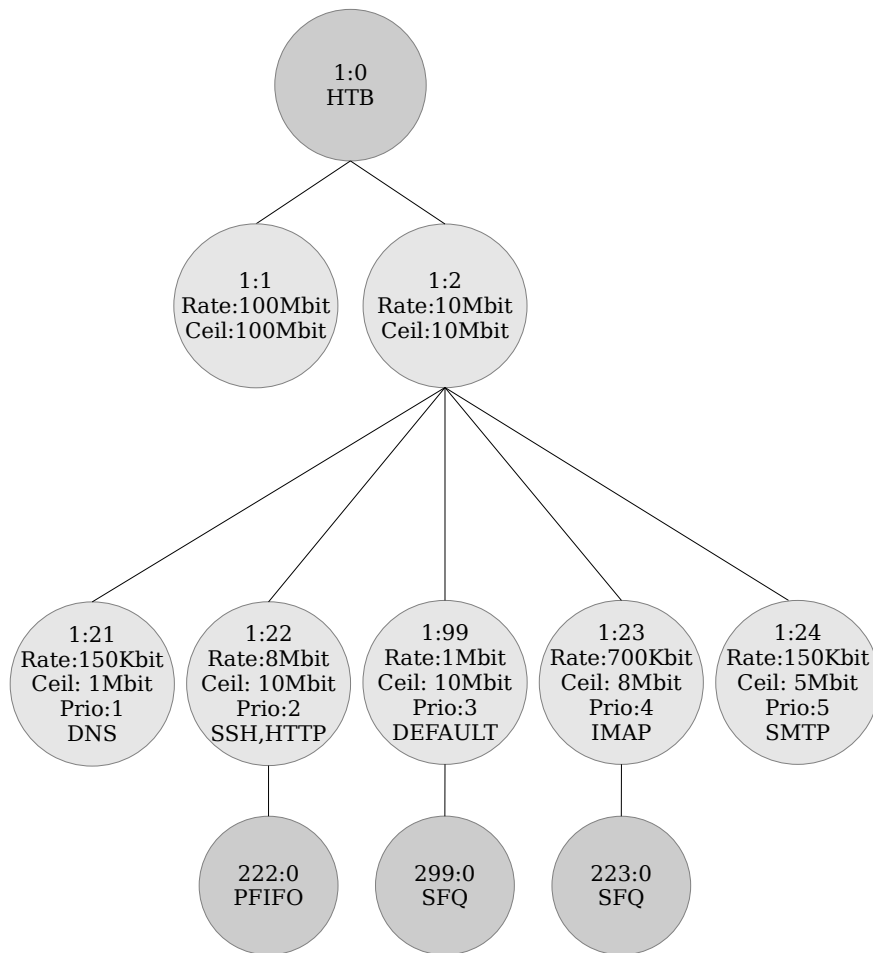 1:0
HTB
1:1
Rate:100Mbit
Ceil:100Mbit
1:2
Rate:10Mbit
Ceil:10Mbit
1:21
Rate:150Kbit
Ceil: 1Mbit
Prio:1
DNS
1:22
Rate:8Mbit
Ceil: 10Mbit
Prio:2
SSH,HTTP
1:99
Rate:1Mbit
Ceil: 10Mbit
Prio:3
DEFAULT
1:23
Rate:700Kbit
Ceil: 8Mbit
Prio:4
IMAP
1:24
Rate:150Kbit
Ceil: 5Mbit
Prio:5
SMTP
222:0
PFIFO
299:0
SFQ
223:0
SFQ